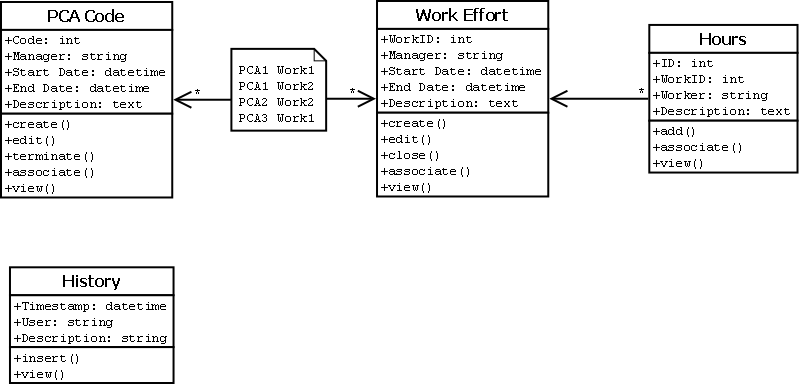 PCA Code
+Code: int
+Manager: string
+Start Date: datetime
+End Date: datetime
+Description: text
+create()
+edit()
+terminate()
+associate()
+view()
*
PCA1 Work1
PCA1 Work2
PCA2 Work2
PCA3 Work1
*
Work Effort
+WorkID: int
+Manager: string
+Start Date: datetime
+End Date: datetime
+Description: text
+create()
+edit()
+close()
+associate()
+view()
*
Hours
+ID: int
+WorkID: int
+Worker: string
+Description: text
+add()
+associate()
+view()
History
+Timestamp: datetime
+User: string
+Description: string
+insert()
+view()